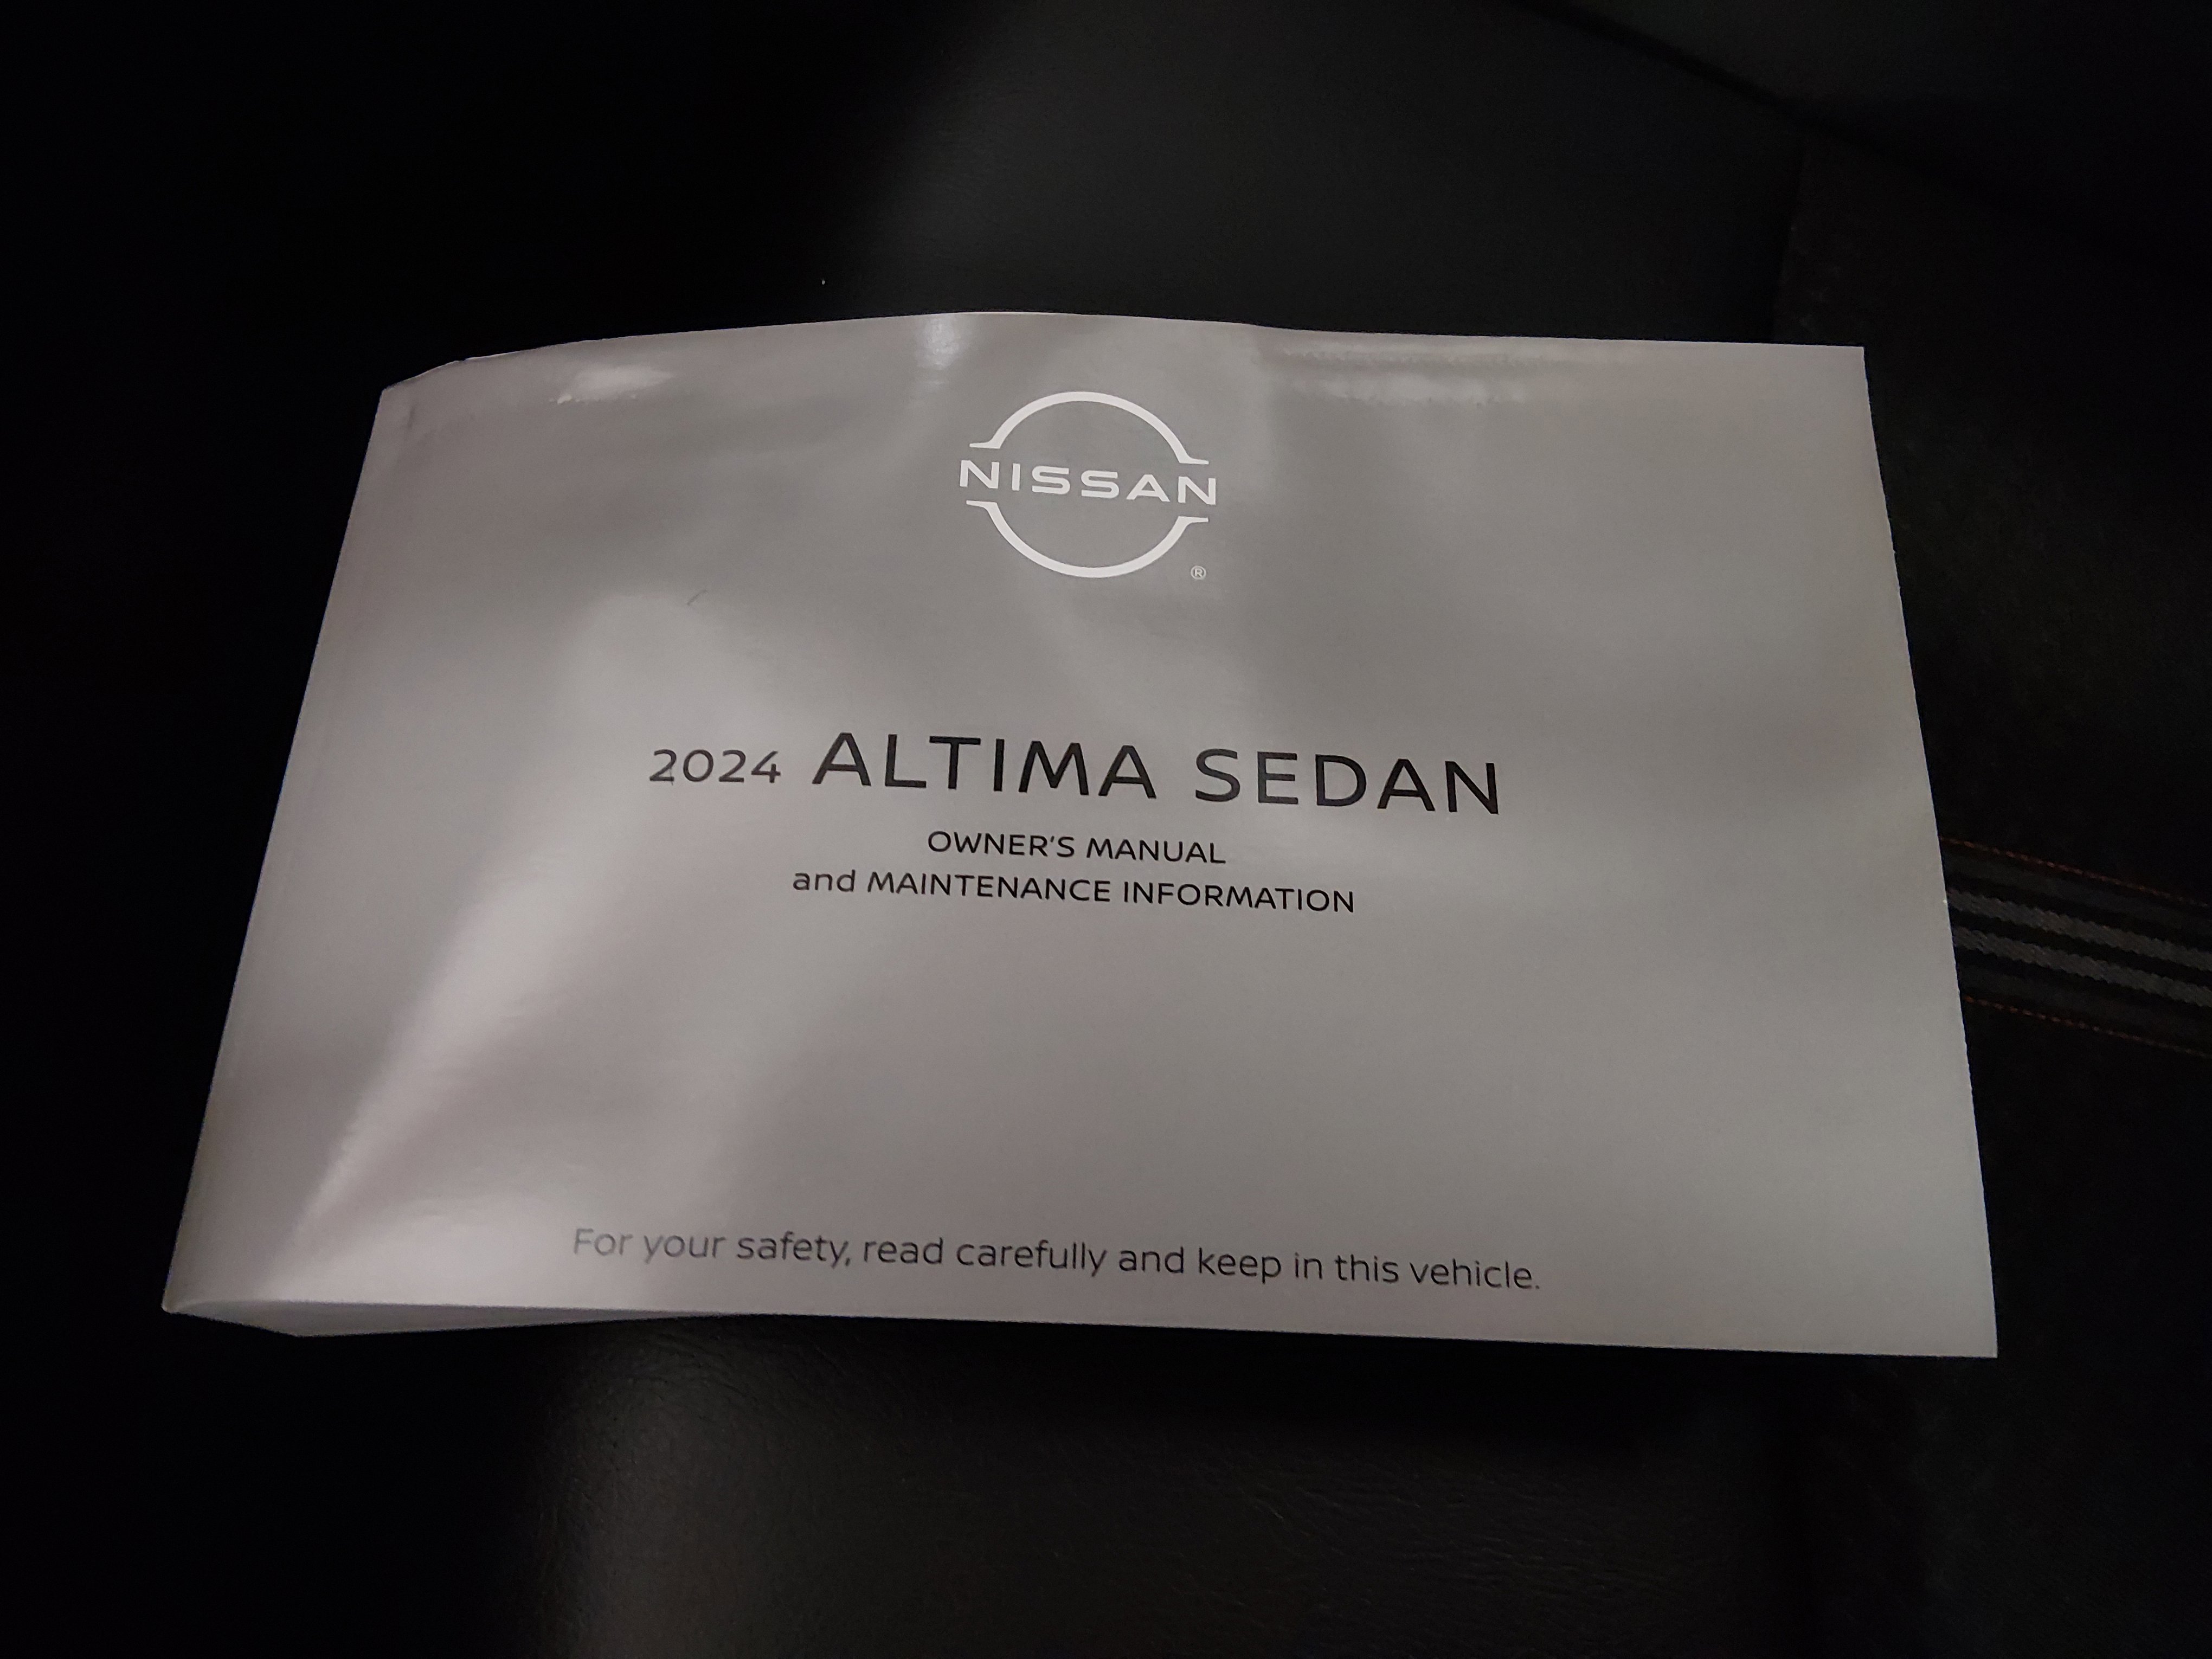 NISSAN
®
2024 ALTIMA SEDAN
OWNER'S MANUAL
and MAINTENANCE INFORMATION
For your safety, read carefully and keep in this vehicle.